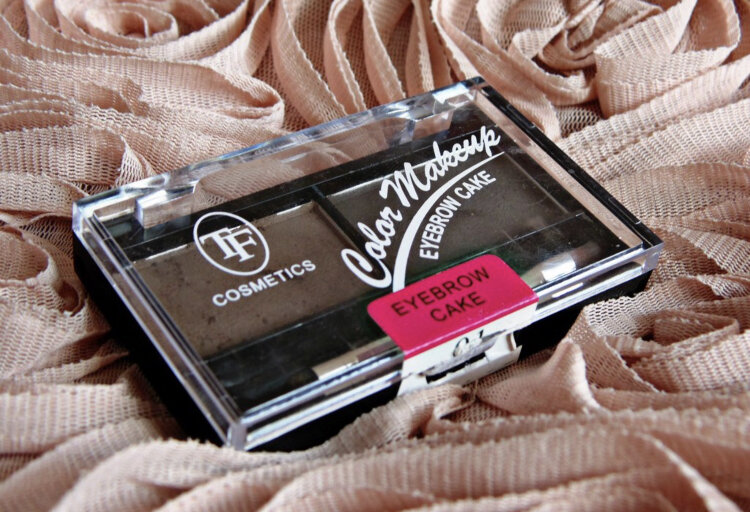 TF
COSMETICS
Color Makeup
EYEBROW CAKE
EYEBROW
CAKE